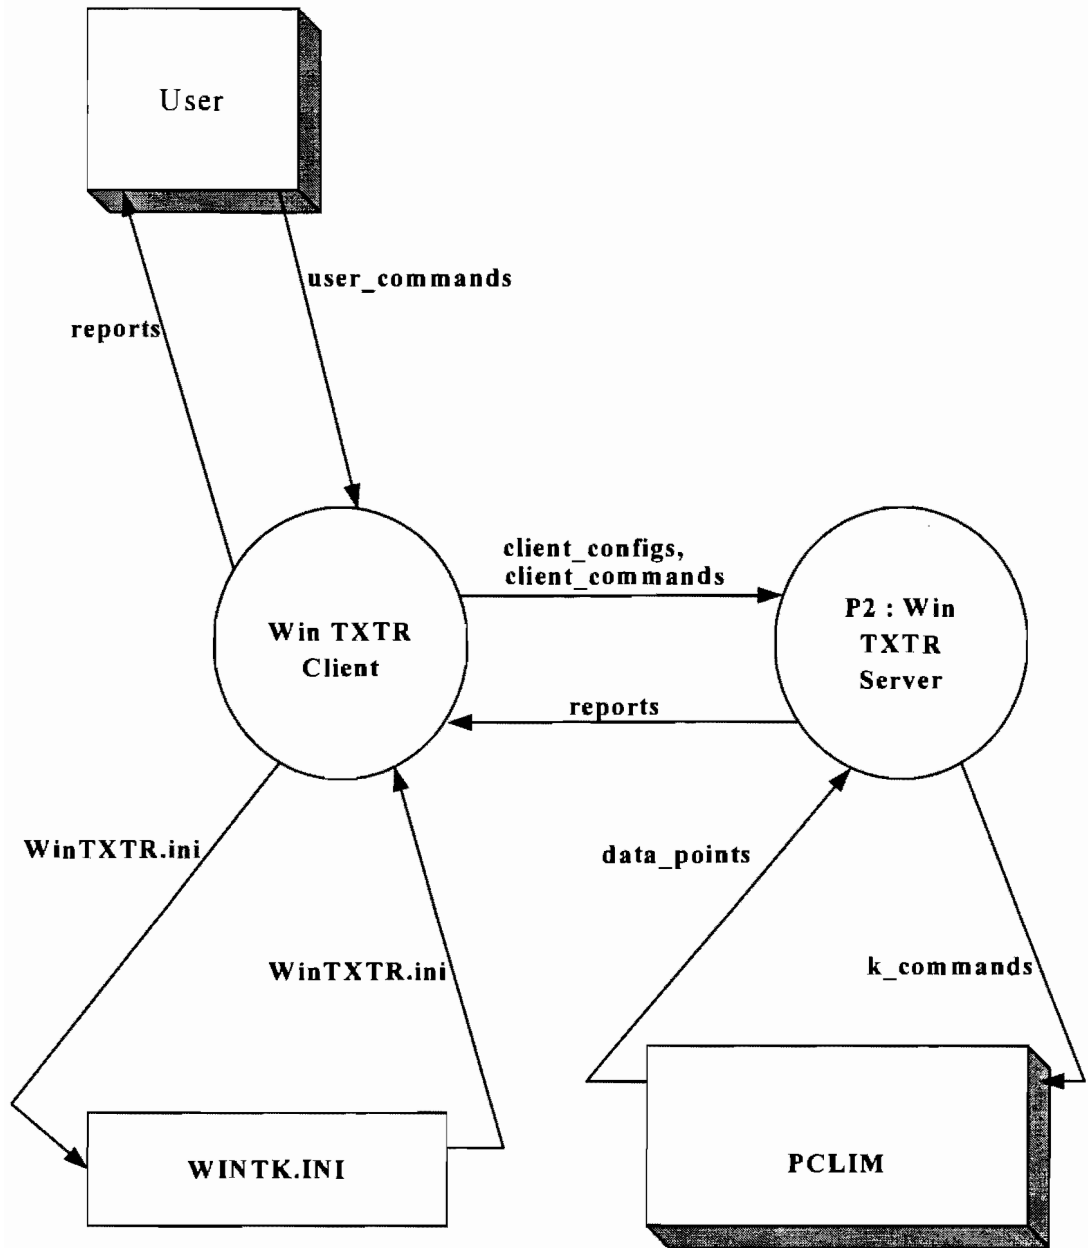 User
user_commands
reports
client_configs,
client_commands
Win TXTR
Client
P2 : Win
TXTR
Server
reports
WinTXTR.ini
data_points
WinTXTR.ini
k_commands
WINTK.INI
PCLIM